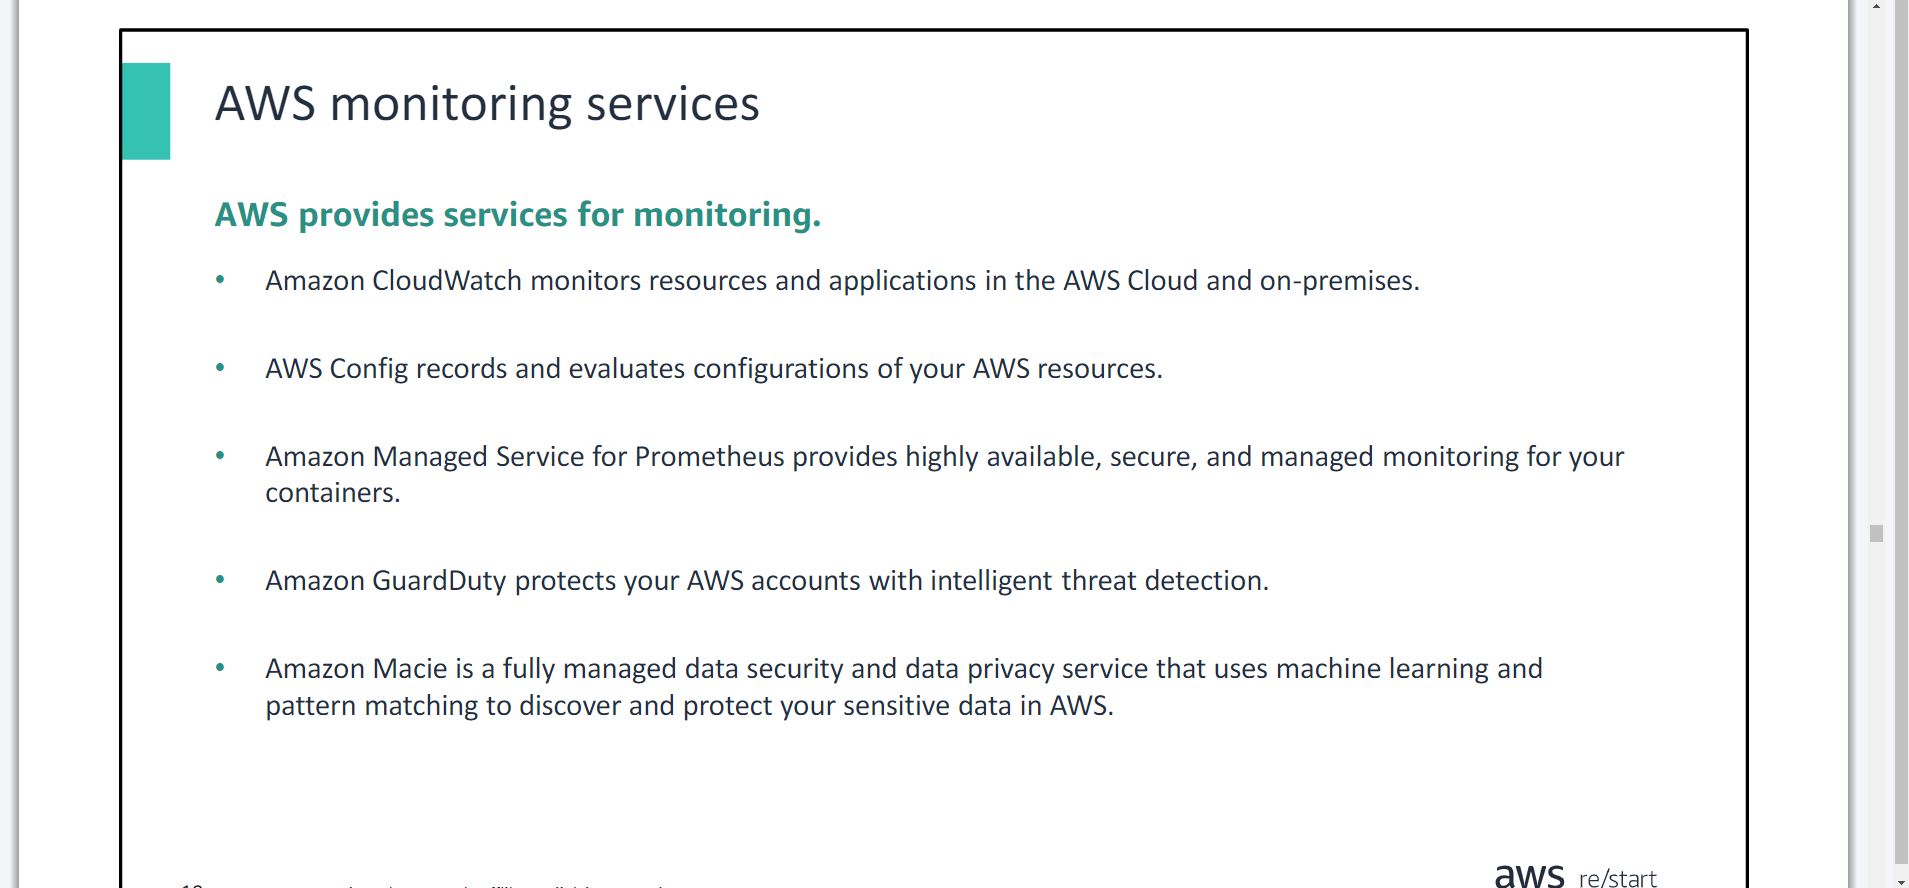 AWS monitoring services
AWS provides services for monitoring.
• Amazon CloudWatch monitors resources and applications in the AWS Cloud and on-premises.
• AWS Config records and evaluates configurations of your AWS resources.
• Amazon Managed Service for Prometheus provides highly available, secure, and managed monitoring for your
containers.
• Amazon GuardDuty protects your AWS accounts with intelligent threat detection.
• Amazon Macie is a fully managed data security and data privacy service that uses machine learning and
pattern matching to discover and protect your sensitive data in AWS.
aws re/start